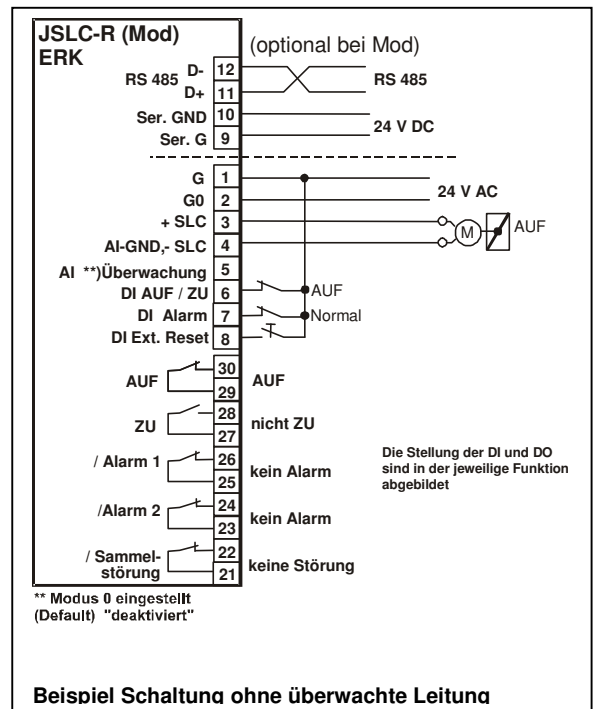 JSLC-R (Mod)
ERK
(optional bei Mod)
RS 485 D- 12 RS 485
D+ 11
Ser. GND 10 24 V DC
Ser. G 9
G 1 24 V AC
G0 2
+ SLC 3 M AUF
AI-GND,- SLC 4
AI **)Überwachung 5
DI AUF / ZU 6 AUF
DI Alarm 7 Normal
DI Ext. Reset 8
AUF 30 AUF
29
ZU 28 nicht ZU
27
/ Alarm 1 26 kein Alarm
25
/Alarm 2 24 kein Alarm
23
/ Sammel- 22 keine Störung
störung 21
Die Stellung der DI und DO
sind in der jeweilige Funktion
abgebildet
** Modus 0 eingestellt
(Default) "deaktiviert"
Beispiel Schaltung ohne überwachte Leitung